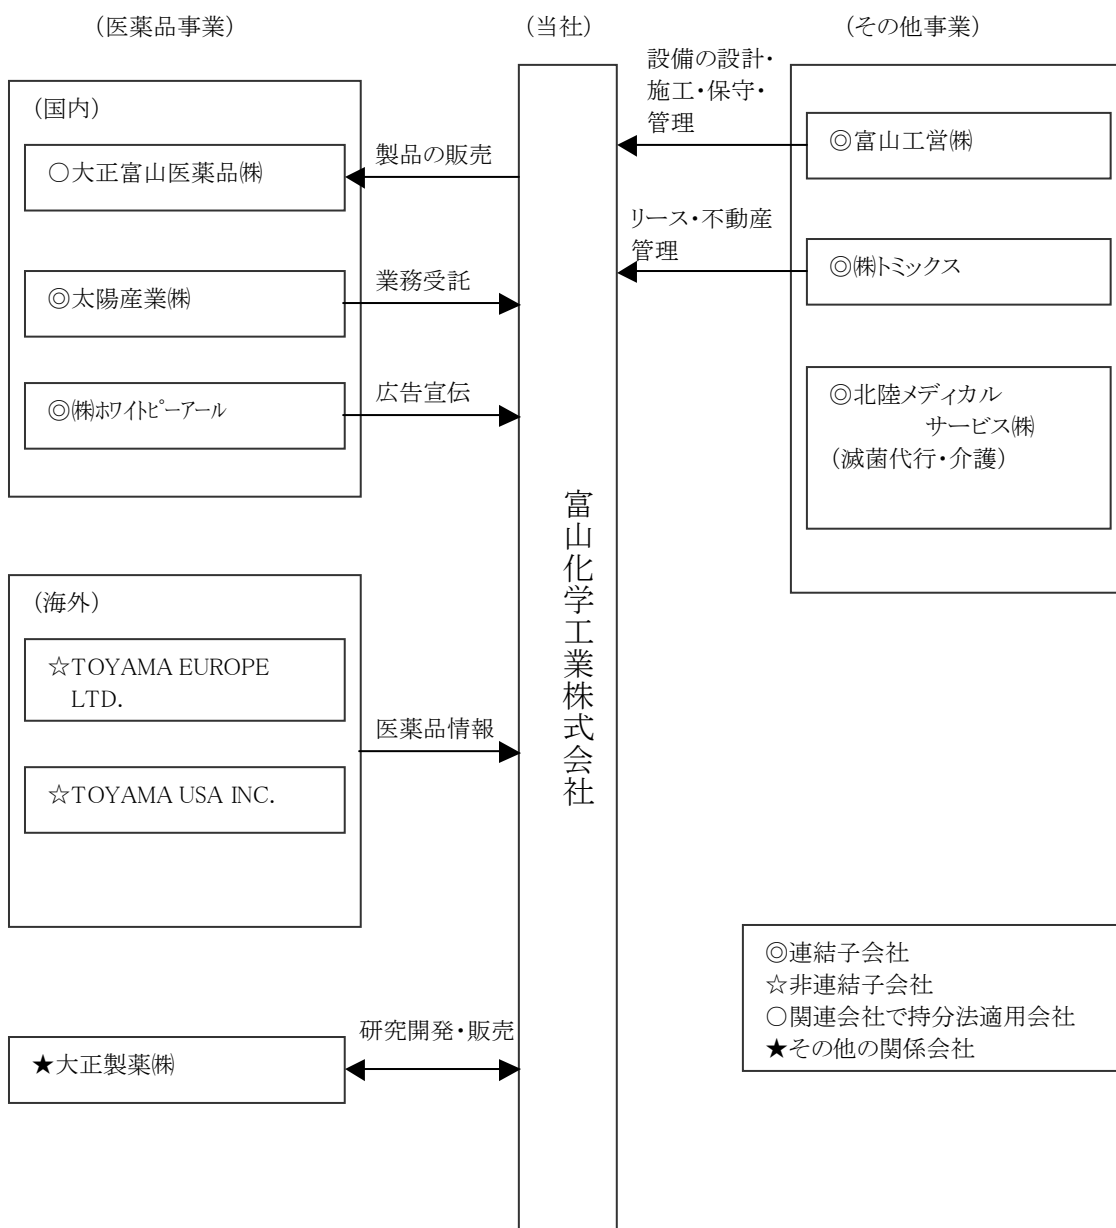 （医薬品事業）
（当社）
（その他事業）
（国内）
○大正富山医薬品㈱
製品の販売
◎太陽産業㈱
業務受託
◎㈱ホワイトピーアール
広告宣伝
（海外）
☆TOYAMA EUROPE
LTD.
☆TOYAMA USA INC.
医薬品情報
★大正製薬㈱
研究開発・販売
富山化学工業株式会社
設備の設計・
施工・保守・
管理
◎富山工営㈱
リース・不動産
管理
◎㈱トミックス
◎北陸メディカル
サービス㈱
（滅菌代行・介護）
◎連結子会社
☆非連結子会社
○関連会社で持分法適用会社
★その他の関係会社